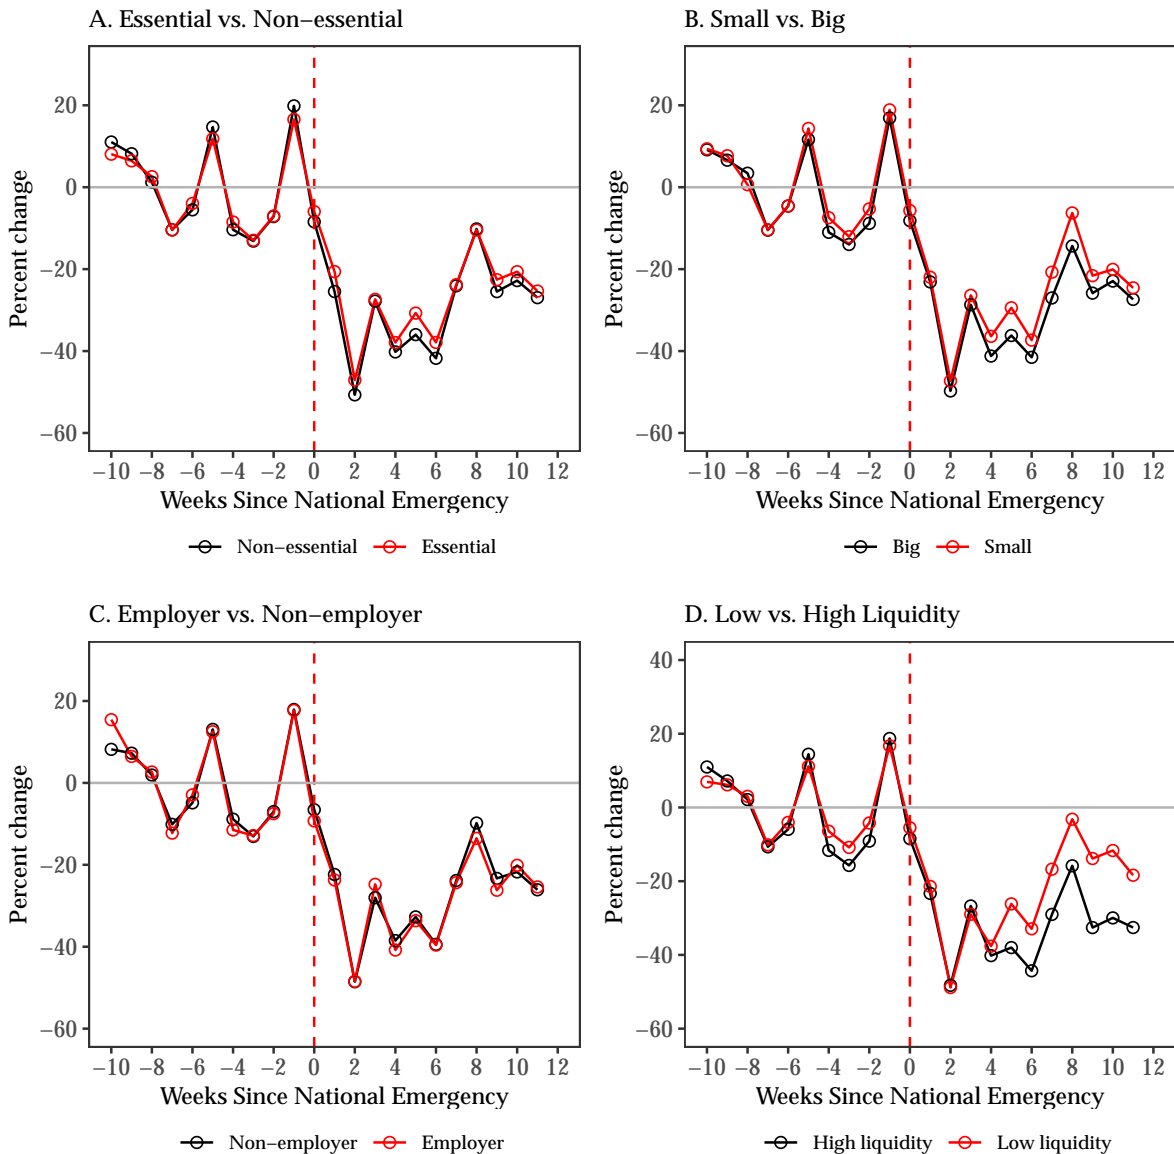 A. Essential vs. Non−essential
20
0
−20
−40
−60
Percent change
−10 −8 −6 −4 −2 0 2 4 6 8 10 12
Weeks Since National Emergency
Non−essential Essential
B. Small vs. Big
20
0
−20
−40
−60
Percent change
−10 −8 −6 −4 −2 0 2 4 6 8 10 12
Weeks Since National Emergency
Big Small
C. Employer vs. Non−employer
20
0
−20
−40
−60
Percent change
−10 −8 −6 −4 −2 0 2 4 6 8 10 12
Weeks Since National Emergency
Non−employer Employer
D. Low vs. High Liquidity
40
20
0
−20
−40
−60
Percent change
−10 −8 −6 −4 −2 0 2 4 6 8 10 12
Weeks Since National Emergency
High liquidity Low liquidity